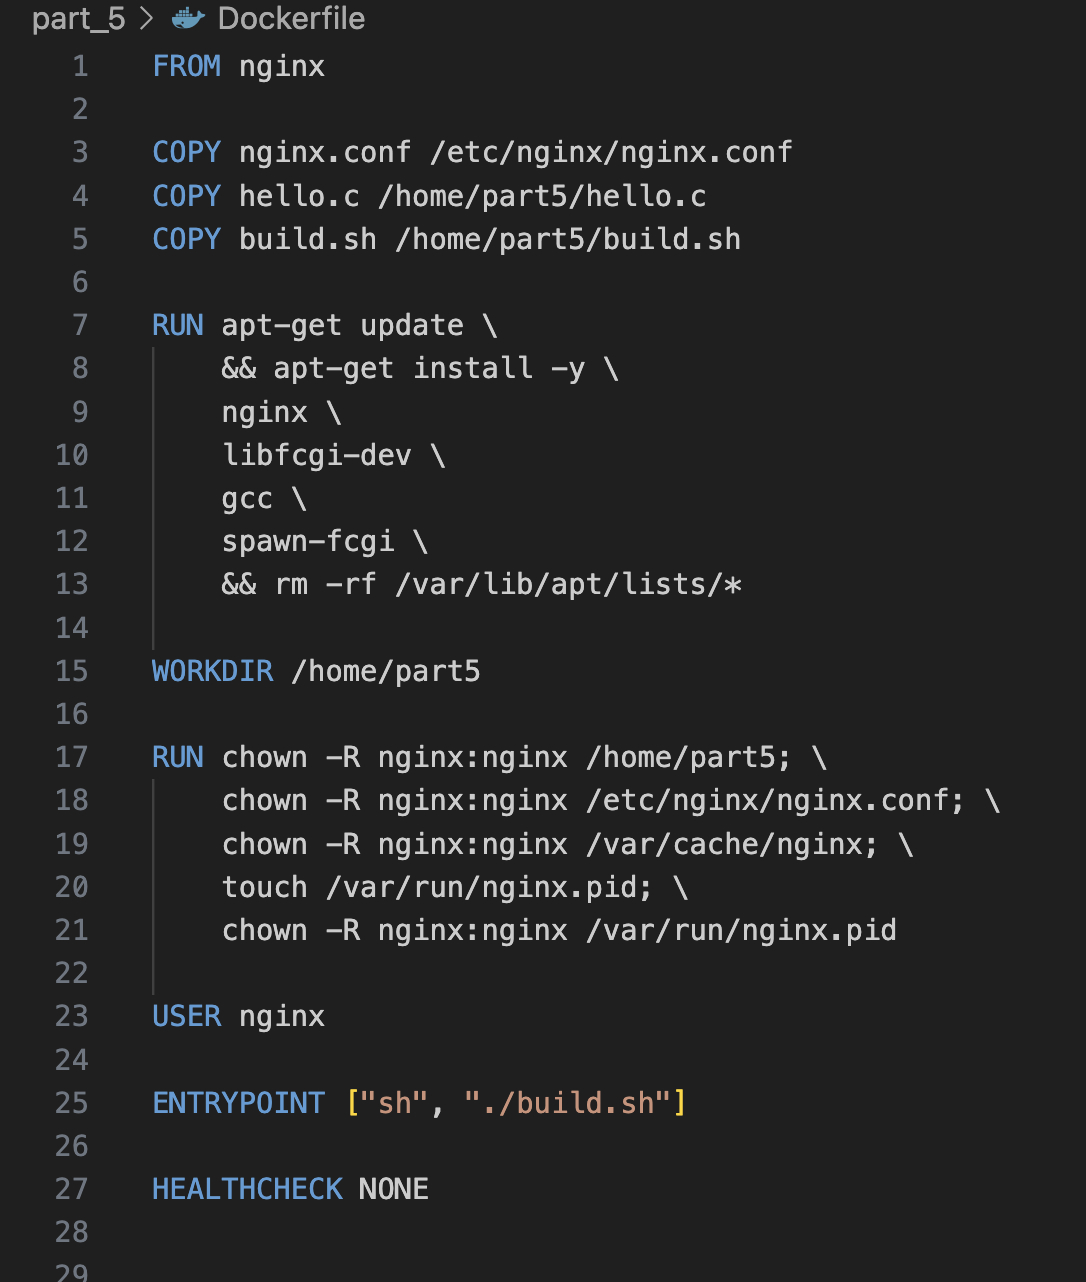 part_5 > Dockerfile
1 FROM nginx
2
3 COPY nginx.conf /etc/nginx/nginx.conf
4 COPY hello.c /home/part5/hello.c
5 COPY build.sh /home/part5/build.sh
6
7 RUN apt-get update \
8 && apt-get install -y \
9 nginx \
10 libfcgi-dev \
11 gcc \
12 spawn-fcgi \
13 && rm -rf /var/lib/apt/lists/*
14
15 WORKDIR /home/part5
16
17 RUN chown -R nginx:nginx /home/part5; \
18 chown -R nginx:nginx /etc/nginx/nginx.conf; \
19 chown -R nginx:nginx /var/cache/nginx; \
20 touch /var/run/nginx.pid; \
21 chown -R nginx:nginx /var/run/nginx.pid
22
23 USER nginx
24
25 ENTRYPOINT ["sh", "./build.sh"]
26
27 HEALTHCHECK NONE
28
29